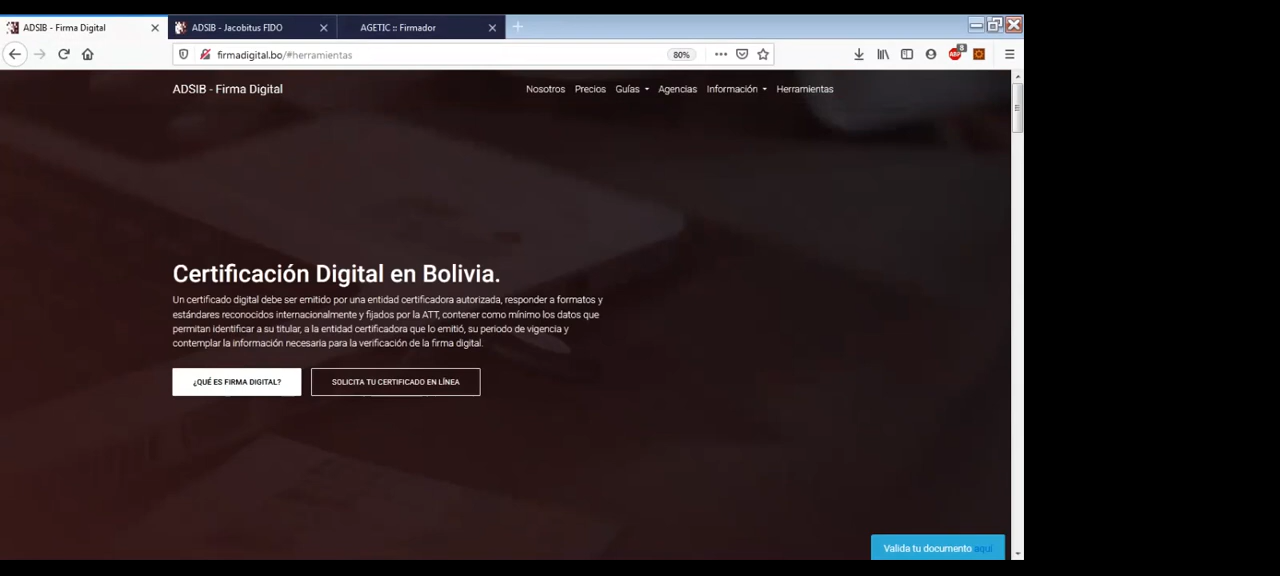 ADSIB - Firma Digital
ADSIB - Jacobitus FIDO
AGETIC :: Firmador
firmadigital.bo/#herramientas
80%
ABP
8
ADSIB - Firma Digital
Nosotros Precios Guías Agencias Información Herramientas
Certificación Digital en Bolivia.
Un certificado digital debe ser emitido por una entidad certificadora autorizada, responder a formatos y
estándares reconocidos internacionalmente y fijados por la ATT, contener como mínimo los datos que
permitan identificar a su titular, a la entidad certificadora que lo emitió, su periodo de vigencia y
contemplar la información necesaria para la verificación de la firma digital.
¿QUÉ ES FIRMA DIGITAL?
SOLICITA TU CERTIFICADO EN LÍNEA
Valida tu documento aquí